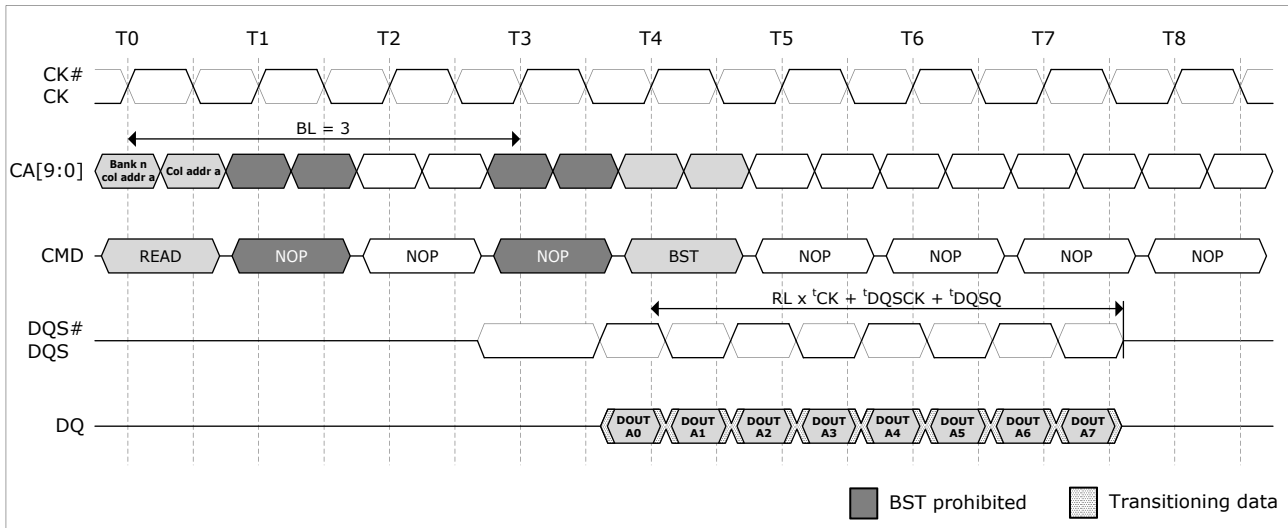 T0 T1 T2 T3 T4 T5 T6 T7 T8
CK#
CK
BL = 3
CA[9:0]
Bank n
col addr a
Col addr a
CMD
READ NOP NOP NOP BST NOP NOP NOP NOP
RL x tCK + tDQSCK + tDQSQ
DQS#
DQS
DQ
DOUT A0 DOUT A1 DOUT A2 DOUT A3 DOUT A4 DOUT A5 DOUT A6 DOUT A7
BST prohibited
Transitioning data